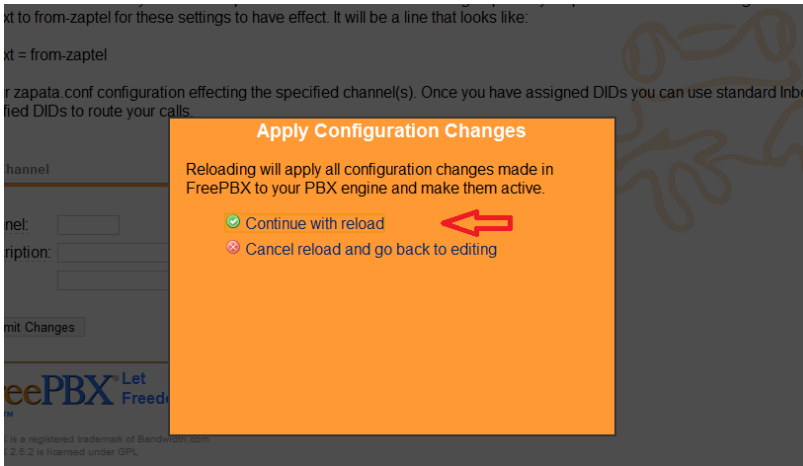 xt to from-zaptel for these settings to have effect. It will be a line that looks like:
xt = from-zaptel
r zapata.conf configuration effecting the specified channel(s). Once you have assigned DIDs you can use standard Inbo
fied DIDs to route your calls.
Apply Configuration Changes
hannel
Reloading will apply all configuration changes made in
FreePBX to your PBX engine and make them active.
nel:
Continue with reload
ription:
Cancel reload and go back to editing
mit Changes
reePBX® Let
Freed
TM
X is a registered trademark of Bandwidth.com
2.5.2 is licensed under GPL